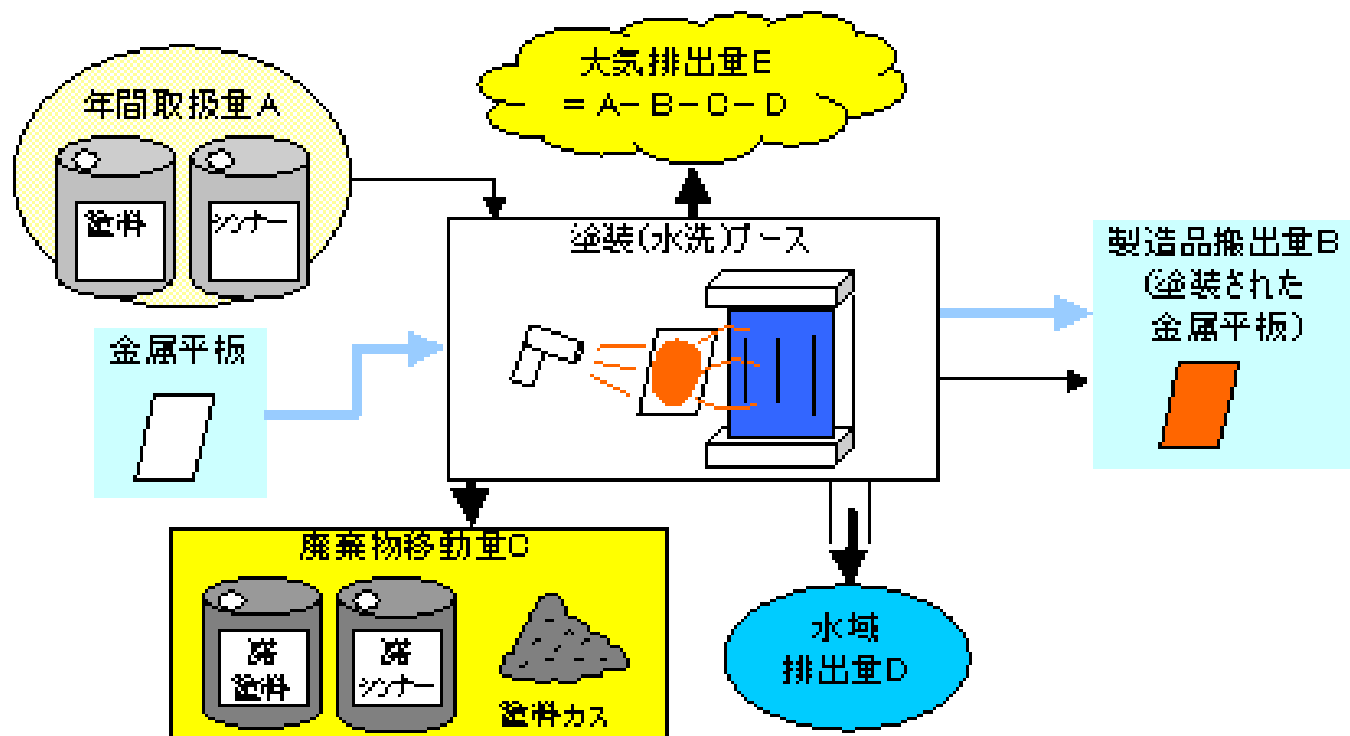 大気排出量E
= A-B-C-D
年間取扱量A
塗料
シンナー
塗装(水洗)ブース
製造品搬出量B
(塗装された
金属平板)
金属平板
廃棄物移動量C
廃
塗料
廃
シンナー
塗料カス
水域
排出量D